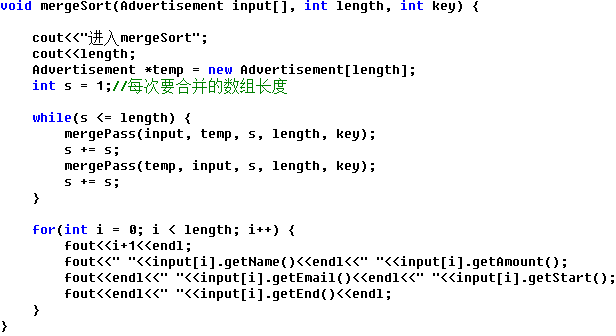 void mergeSort(Advertisement input[], int length, int key) {
cout<<"进入mergeSort";
cout<<length;
Advertisement *temp = new Advertisement[length];
int s = 1;//每次要合并的数组长度
while(s <= length) {
mergePass(input, temp, s, length, key);
s += s;
mergePass(temp, input, s, length, key);
s += s;
}
for(int i = 0; i < length; i++) {
fout<<i+1<<endl;
fout<<" "<<input[i].getName()<<endl<<" "<<input[i].getAmount();
fout<<endl<<" "<<input[i].getEmail()<<endl<<" "<<input[i].getStart();
fout<<endl<<" "<<input[i].getEnd()<<endl;
}
}